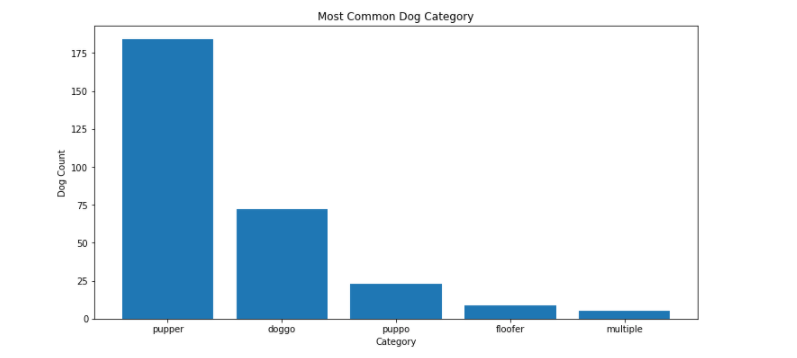 Most Common Dog Category
175
150
125
100
75
50
25
0
Dog Count
pupper doggo puppo floofer multiple
Category